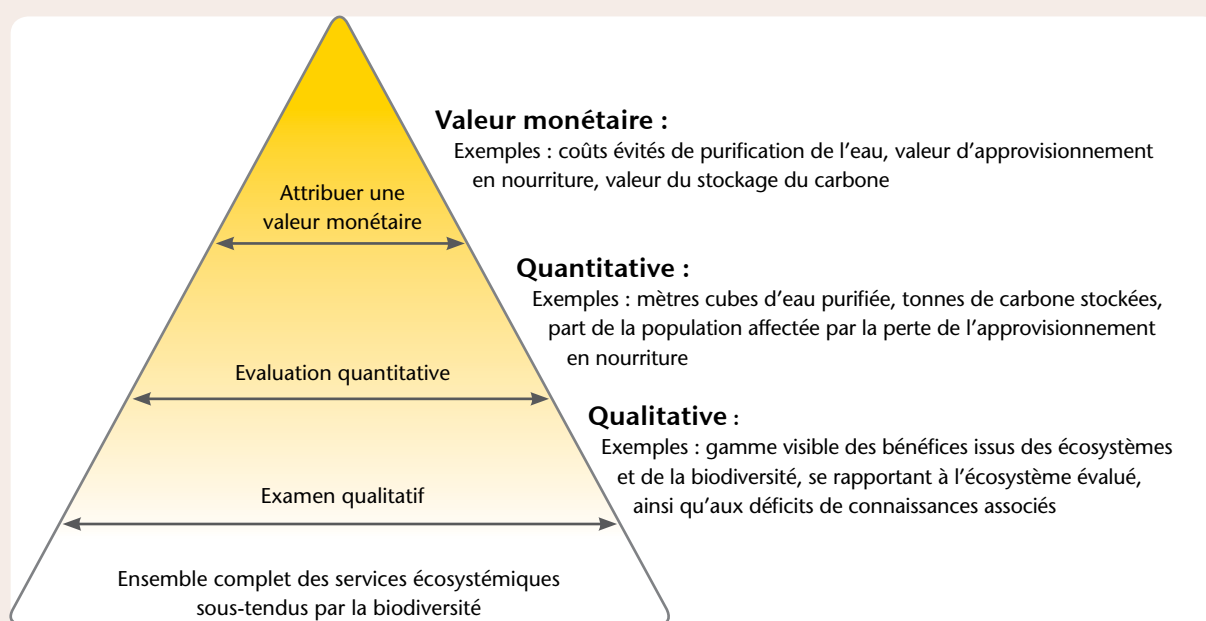 Valeur monétaire :
Exemples : coûts évités de purification de l’eau, valeur d’approvisionnement
en nourriture, valeur du stockage du carbone
Attribuer une
valeur monétaire
Quantitative :
Exemples : mètres cubes d’eau purifiée, tonnes de carbone stockées,
part de la population affectée par la perte de l’approvisionnement
en nourriture
Evaluation quantitative
Qualitative :
Exemples : gamme visible des bénéfices issus des écosystèmes
et de la biodiversité, se rapportant à l’écosystème évalué,
ainsi qu’aux déficits de connaissances associés
Examen qualitatif
Ensemble complet des services écosystémiques
sous-tendus par la biodiversité